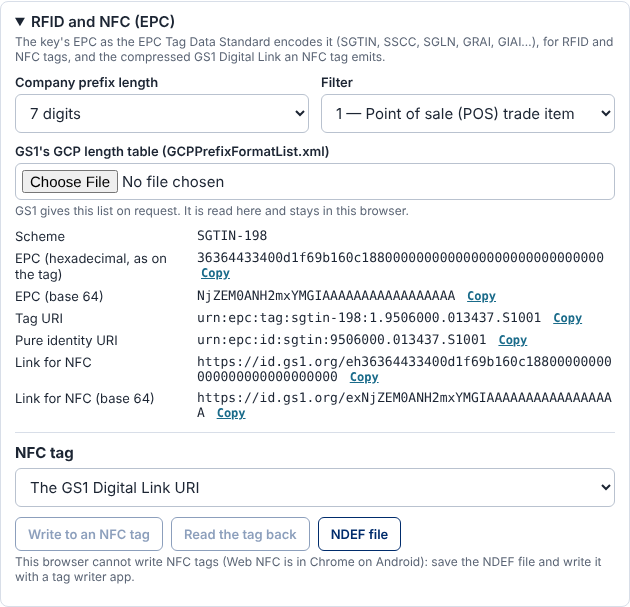 ▼ RFID and NFC (EPC)
The key's EPC as the EPC Tag Data Standard encodes it (SGTIN, SSCC, SGLN, GRAI, GIAI…), for RFID and
NFC tags, and the compressed GS1 Digital Link an NFC tag emits.
Company prefix length
Filter
7 digits
1 — Point of sale (POS) trade item
GS1's GCP length table (GCPPrefixFormatList.xml)
Choose File No file chosen
GS1 gives this list on request. It is read here and stays in this browser.
Scheme SGTIN-198
EPC (hexadecimal, as on the tag) 36364433400d1f69b160c18800000000000000000000000000000
Copy
EPC (base 64) NjZEM0ANH2mxYMGIAAAAAAAAAAAAAAAAA Copy
Tag URI urn:epc:tag:sgtin-198:1.9506000.013437.S1001 Copy
Pure identity URI urn:epc:id:sgtin:9506000.013437.S1001 Copy
Link for NFC https://id.gs1.org/eh36364433400d1f69b160c18800000000
000000000000000000 Copy
Link for NFC (base 64) https://id.gs1.org/exNjZEM0ANH2mxYMGIAAAAAAAAAAAAAAAA
A Copy
NFC tag
The GS1 Digital Link URI
Write to an NFC tag
Read the tag back
NDEF file
This browser cannot write NFC tags (Web NFC is in Chrome on Android): save the NDEF file and write it
with a tag writer app.